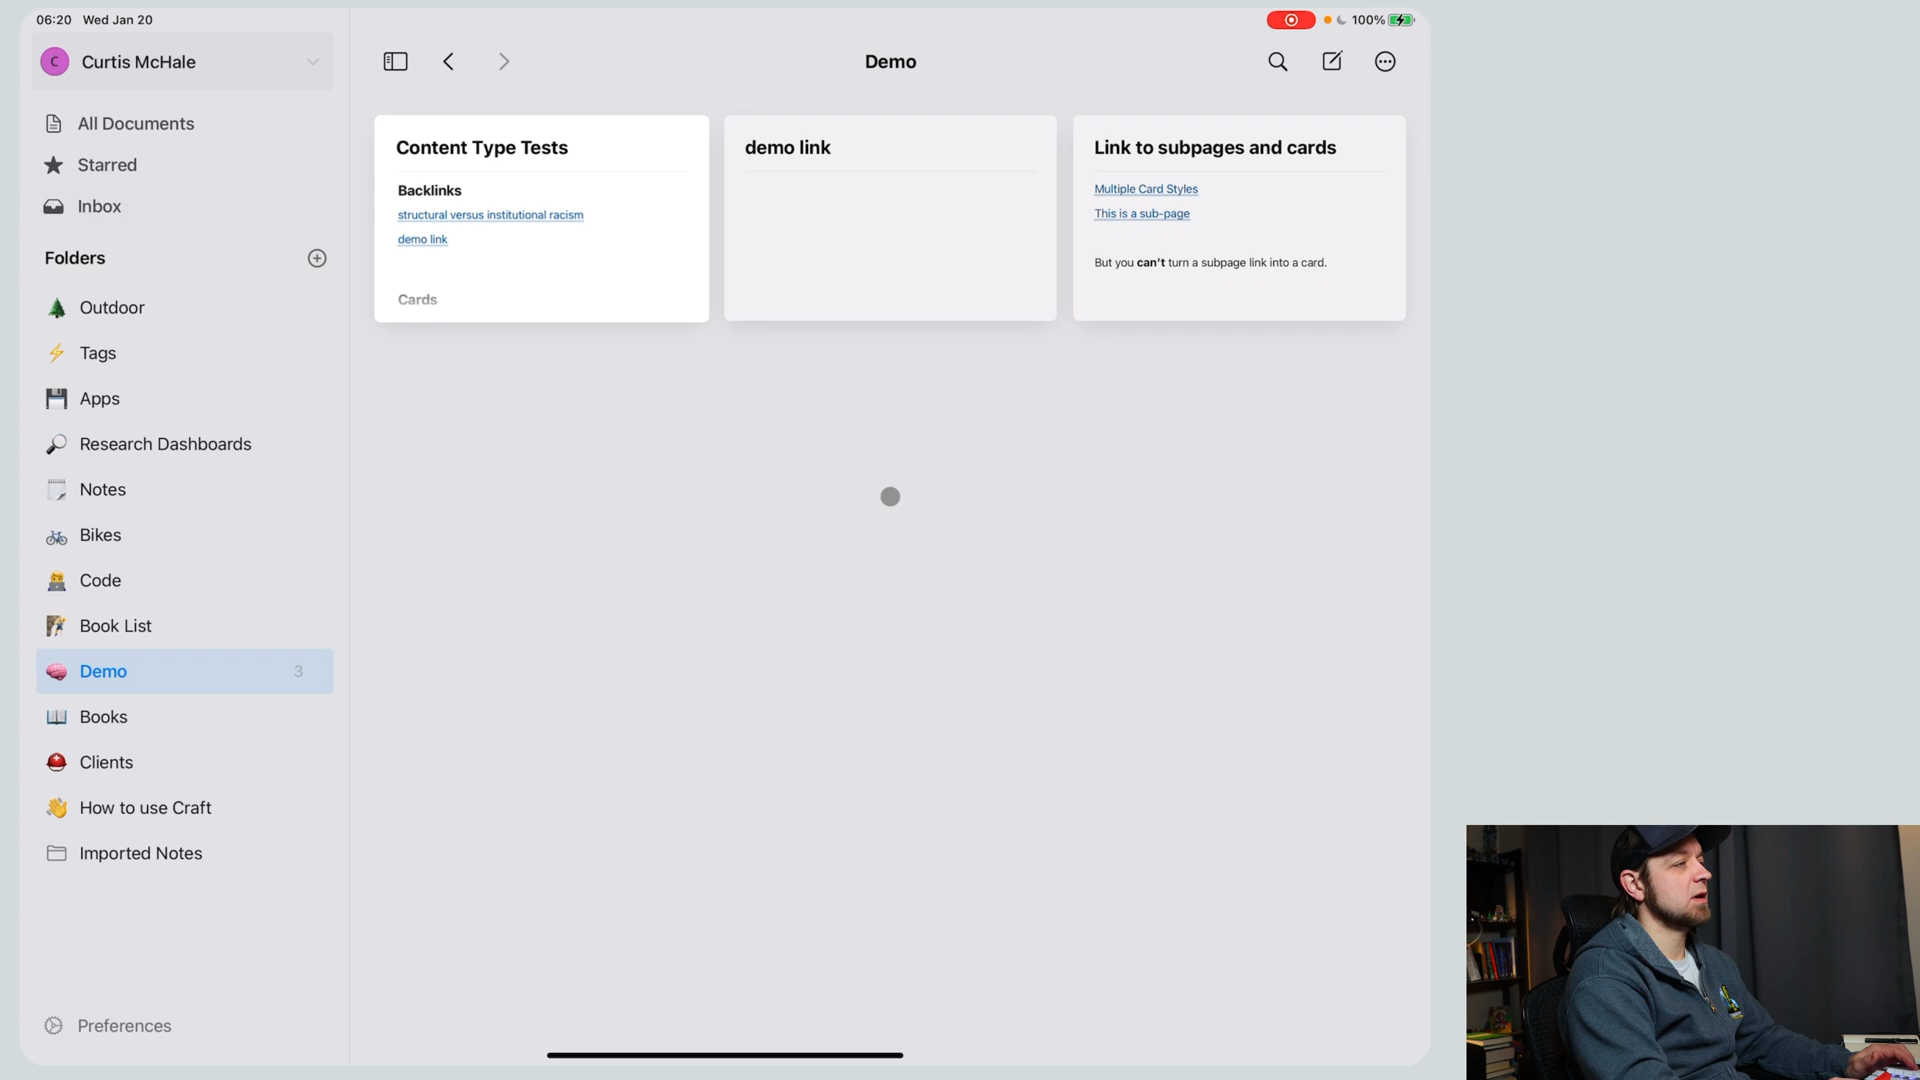 06:20 Wed Jan 20
100%
C Curtis McHale
All Documents
Starred
Inbox
Folders
Outdoor
Tags
Apps
Research Dashboards
Notes
Bikes
Code
Book List
Demo 3
Books
Clients
How to use Craft
Imported Notes
Preferences
Demo
Content Type Tests
Backlinks
structural versus institutional racism
demo link
Cards
demo link
Link to subpages and cards
Multiple Card Styles
This is a sub-page
But you can't turn a subpage link into a card.